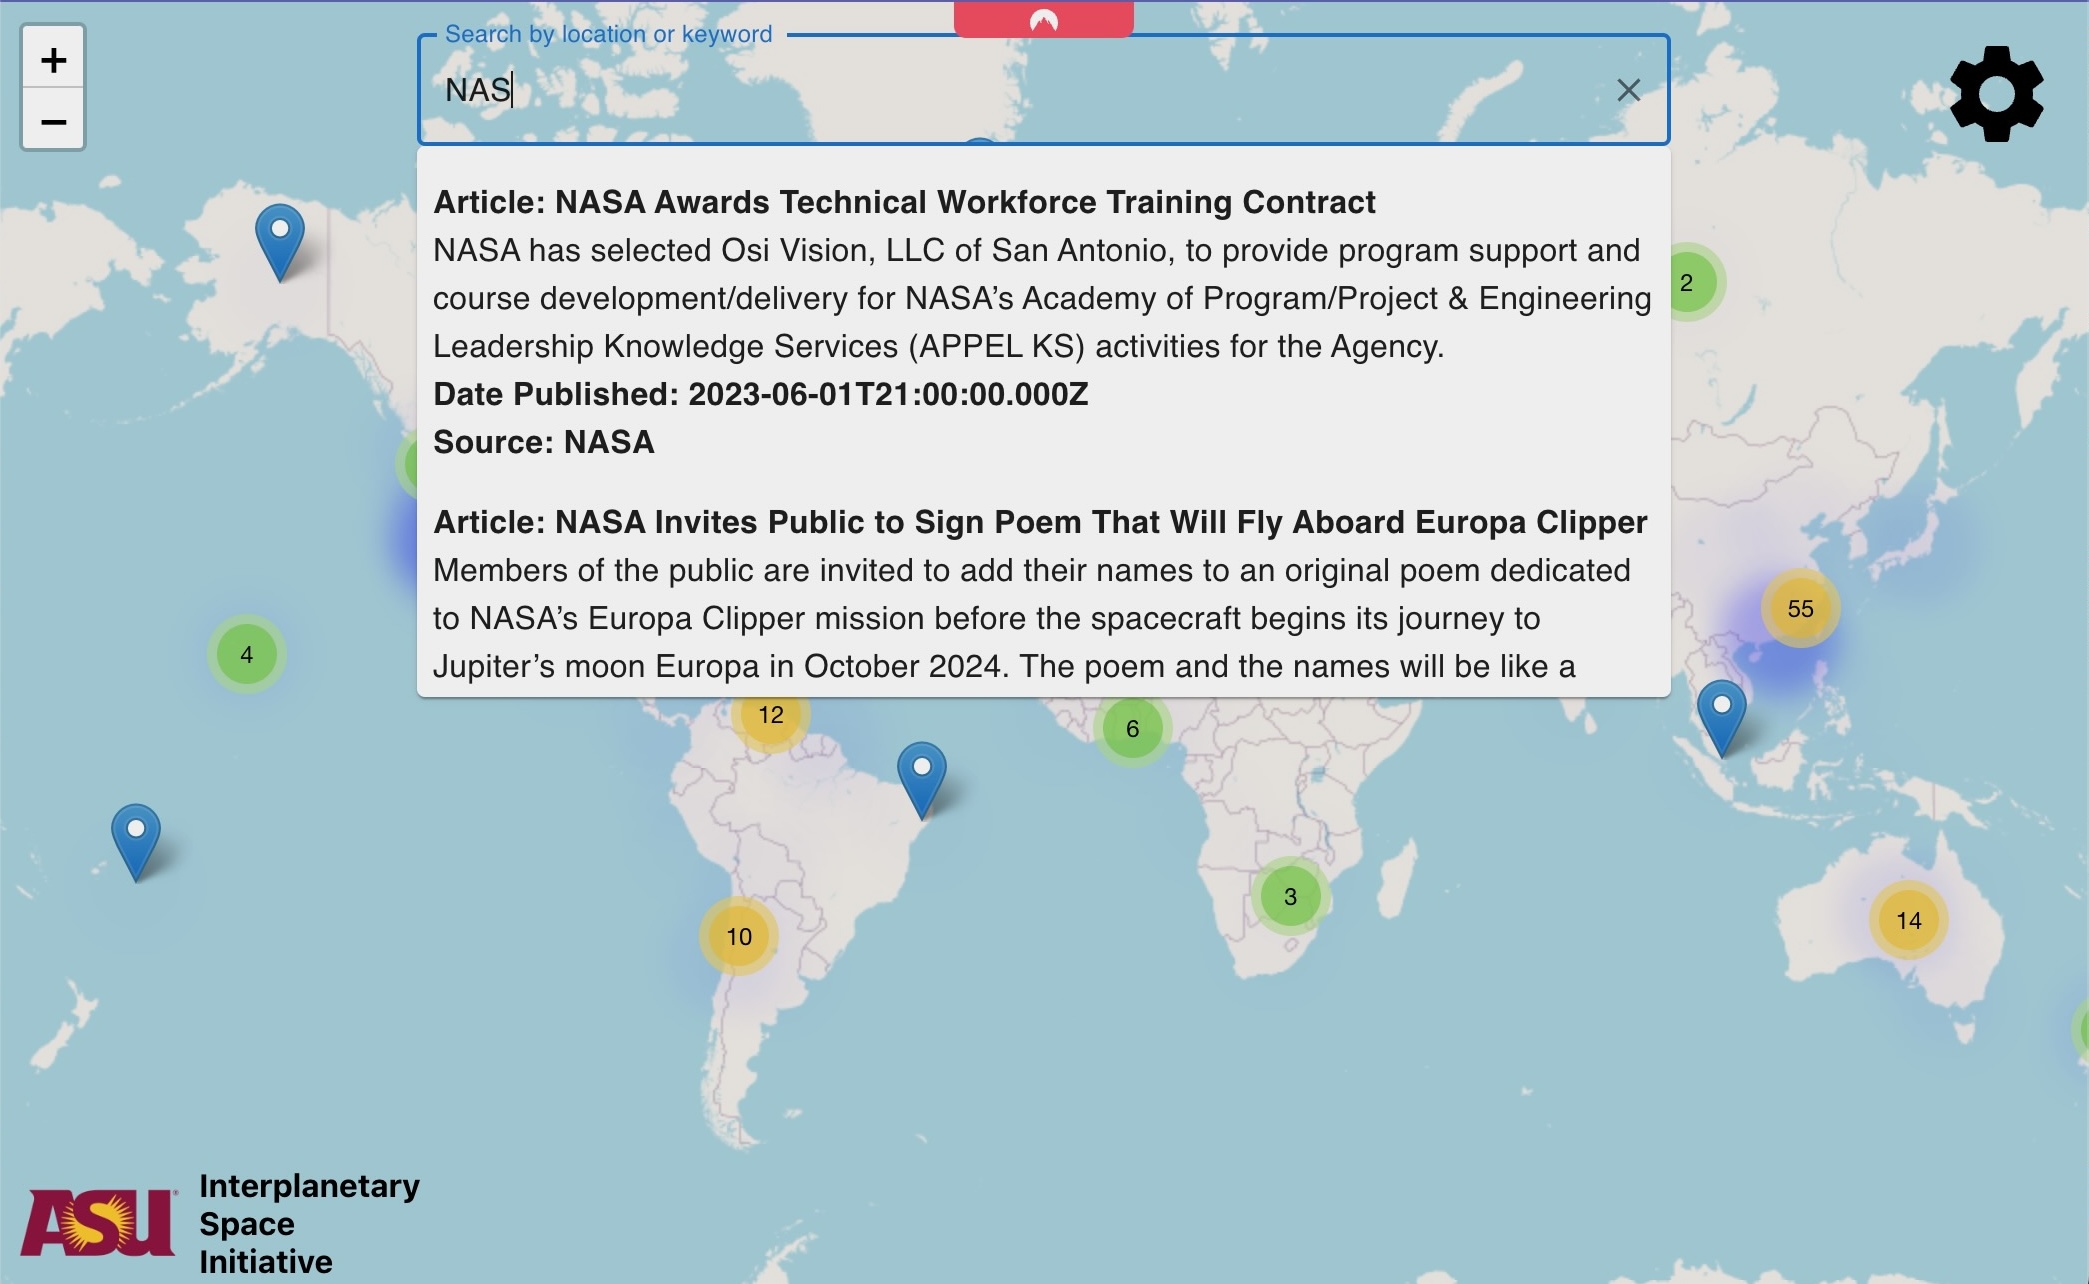 +
−
Search by location or keyword
NAS
Article: NASA Awards Technical Workforce Training Contract
NASA has selected Osi Vision, LLC of San Antonio, to provide program support and
course development/delivery for NASA’s Academy of Program/Project & Engineering
Leadership Knowledge Services (APPEL KS) activities for the Agency.
Date Published: 2023-06-01T21:00:00.000Z
Source: NASA
Article: NASA Invites Public to Sign Poem That Will Fly Aboard Europa Clipper
Members of the public are invited to add their names to an original poem dedicated
to NASA’s Europa Clipper mission before the spacecraft begins its journey to
Jupiter’s moon Europa in October 2024. The poem and the names will be like a
2
55
4
12
6
3
14
10
ASU
Interplanetary
Space
Initiative